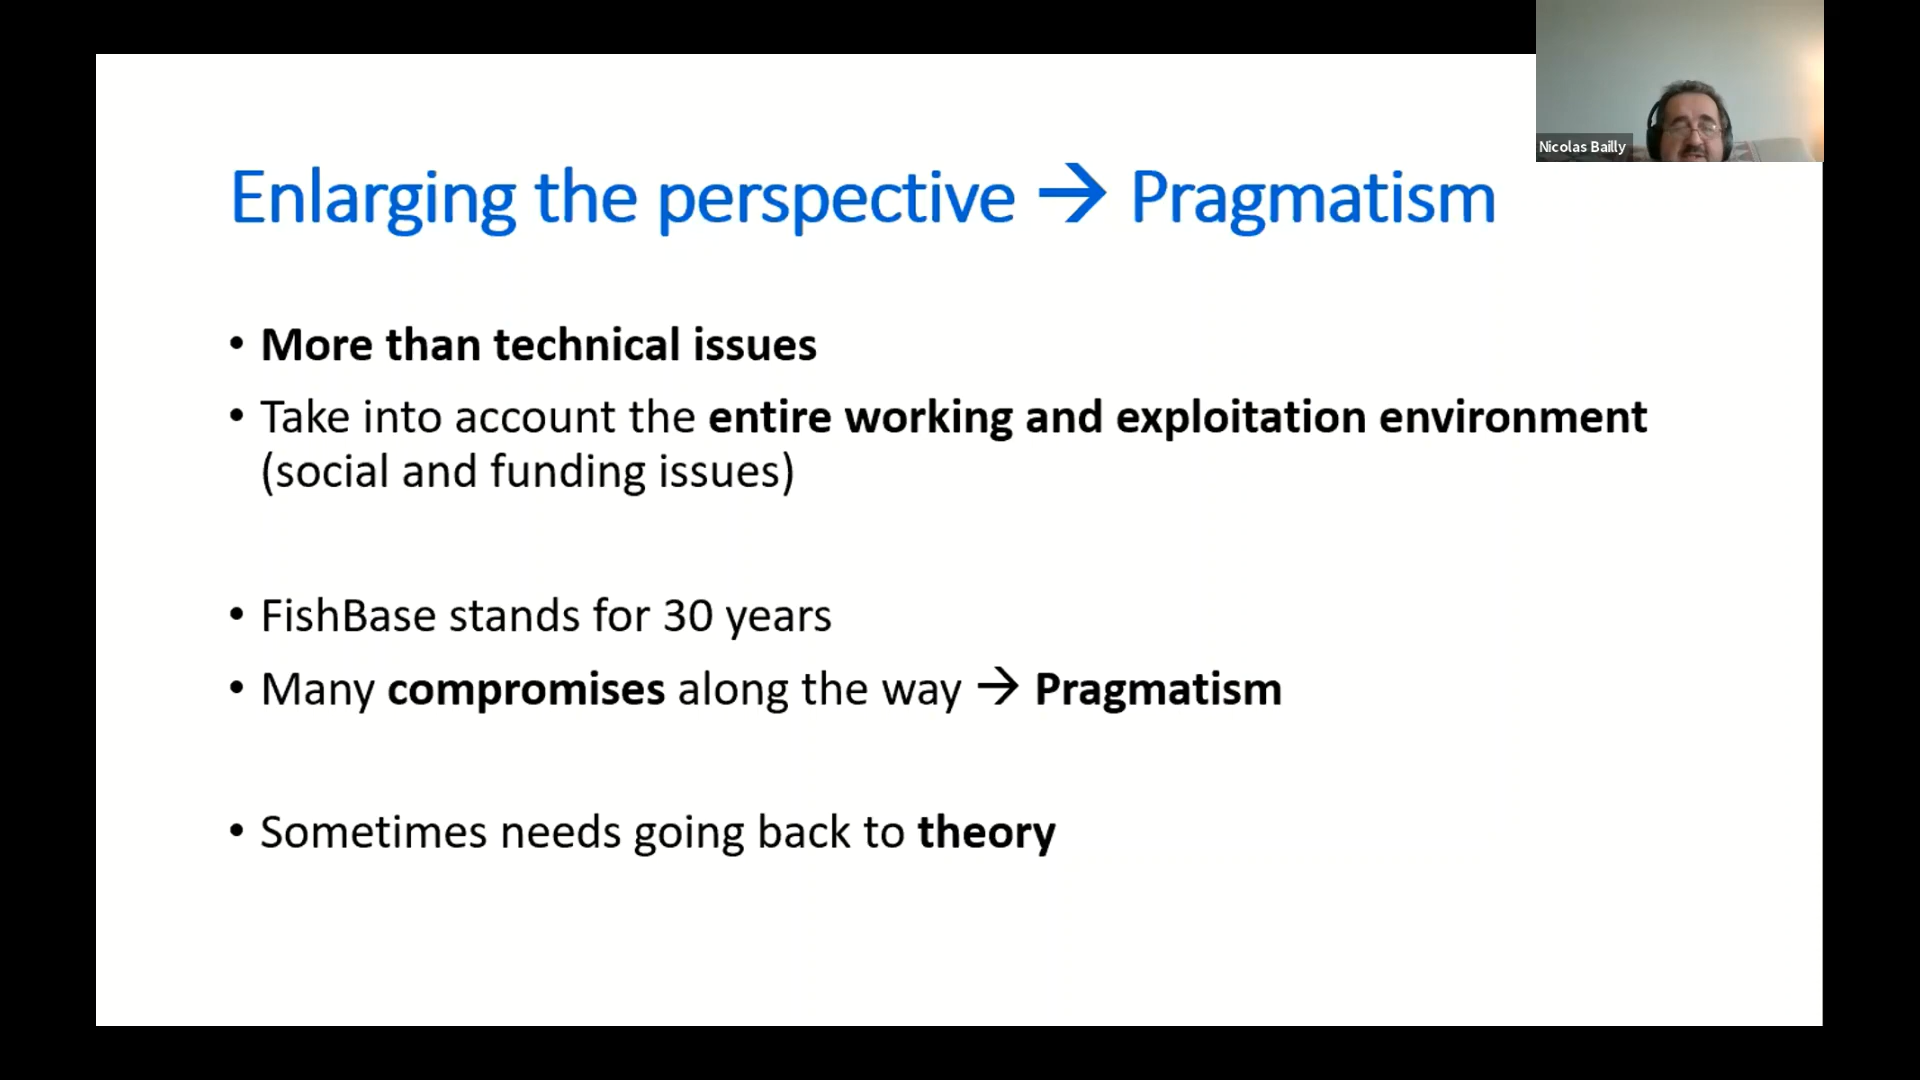 Nicolas Bailly
Enlarging the perspective → Pragmatism
• More than technical issues
• Take into account the entire working and exploitation environment
(social and funding issues)
• FishBase stands for 30 years
• Many compromises along the way → Pragmatism
• Sometimes needs going back to theory